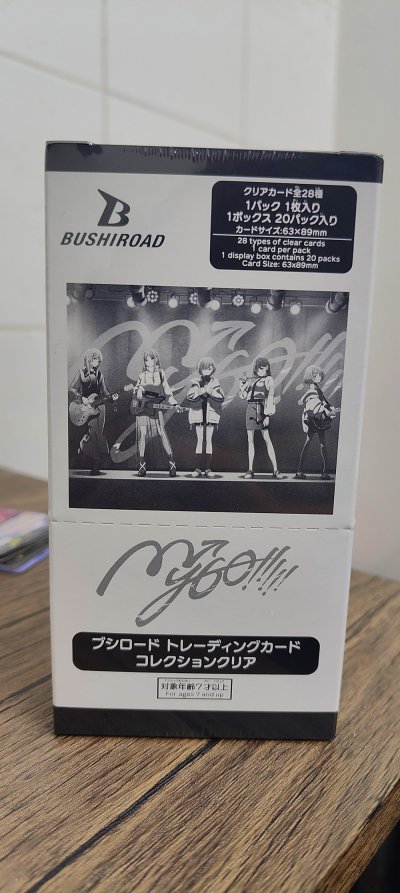 BUSHIROAD
クリアカード全28種
1パック 1枚入り
1ボックス 20パック入り
カードサイズ:63×89mm
28 types of clear cards
1 card per pack
1 display box contains 20 packs
Card Size: 63x89mm
MyGO!!!!!
MyGO!!!!!
ブシロード トレーディングカード
コレクションクリア
対象年齢7才以上
For ages 7 and up